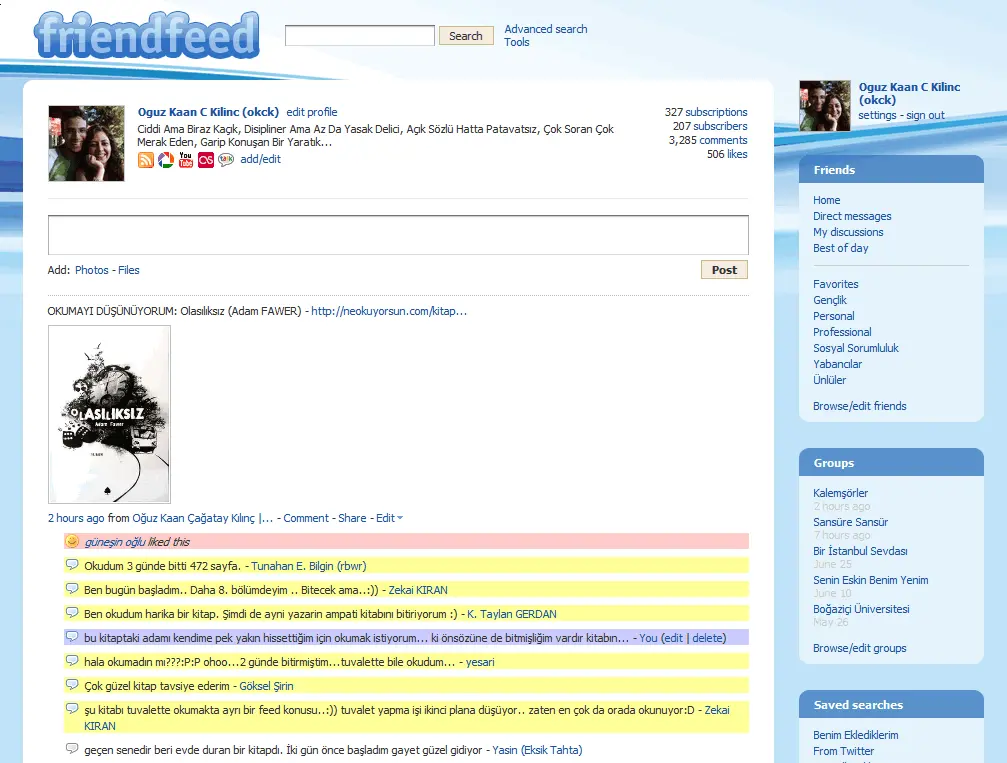 friendfeed
Search
Advanced search
Tools
Oguz Kaan C Kilinc (okck) edit profile
Ciddi Ama Biraz Kaçık, Disipliner Ama Az Da Yasak Delici, Açık Sözlü Hatta Patavatsız, Çok Soran Çok
Merak Eden, Garip Konuşan Bir Yaratık...
You
Tube
talk
add/edit
327 subscriptions
207 subscribers
3,285 comments
506 likes
Add: Photos - Files
Post
OKUMAYI DÜŞÜNÜYORUM: Olasılıksız (Adam FAWER) - http://neokuyorsun.com/kitap...
OLASILIKSIZ
Adam Fawer
2 hours ago from Oğuz Kaan Çağatay Kılınç |... - Comment - Share - Edit
güneşin oğlu liked this
Okudum 3 günde bitti 472 sayfa. - Tunahan E. Bilgin (rbwr)
Ben bugün başladım.. Daha 8. bölümdeyim .. Bitecek ama..:)) - Zekai KIRAN
Ben okudum harika bir kitap. Şimdi de ayni yazarin ampati kitabını bitiriyorum :) - K. Taylan GERDAN
bu kitaptaki adamı kendime pek yakın hissettiğim için okumak istiyorum... ki önsözüne de bitmişliğim vardır kitabın... - You (edit | delete)
hala okumadın mı???:P:P ohoo...2 günde bitirmiştim...tuvalette bile okudum... - yesari
Çok güzel kitap tavsiye ederim - Göksel Şirin
şu kitabı tuvalette okumakta ayrı bir feed konusu..:)) tuvalet yapma işi ikinci plana düşüyor.. zaten en çok da orada okunuyor:D - Zekai
KIRAN
geçen senedir beri evde duran bir kitapdı. İki gün önce başladım gayet güzel gidiyor - Yasin (Eksik Tahta)
Oguz Kaan C Kilinc
(okck)
settings - sign out
Friends
Home
Direct messages
My discussions
Best of day
Favorites
Gençlik
Personal
Professional
Sosyal Sorumluluk
Yabancılar
Ünlüler
Browse/edit friends
Groups
Kalemşörler
2 hours ago
Sansüre Sansür
7 hours ago
Bir İstanbul Sevdası
June 25
Senin Eskin Benim Yenim
June 10
Boğaziçi Üniversitesi
May 26
Browse/edit groups
Saved searches
Benim Eklediklerim
From Twitter